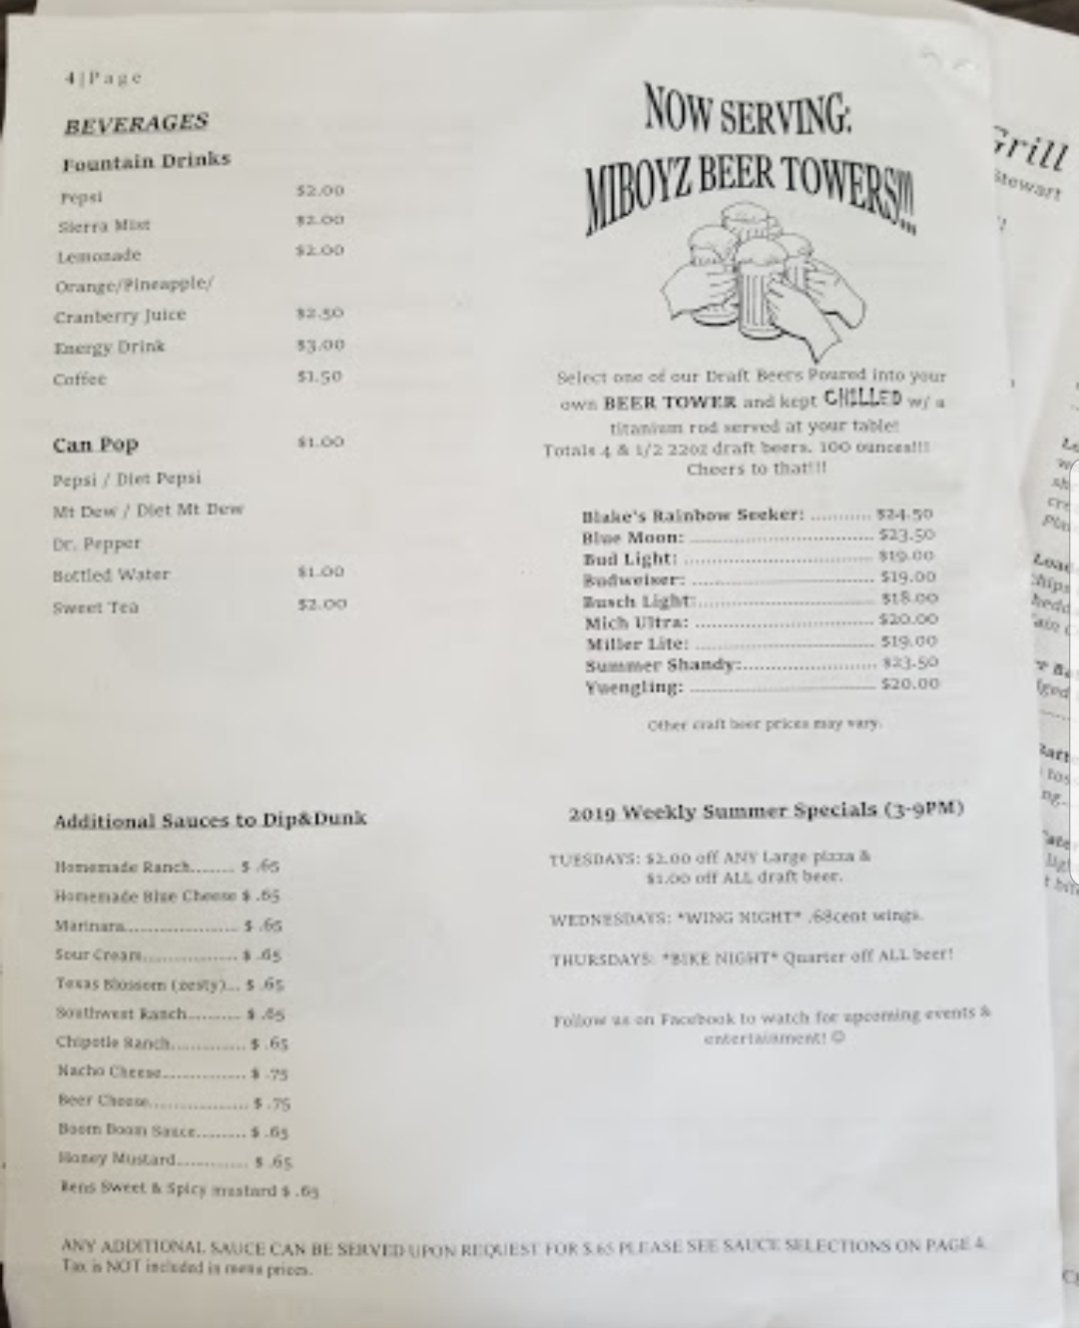 4|Page
BEVERAGES
Fountain Drinks
Pepsi $2.00
Sierra Mist $2.00
Lemonade $2.00
Orange/Pineapple/
Cranberry Juice $2.50
Energy Drink $3.00
Coffee $1.50
Can Pop $1.00
Pepsi / Diet Pepsi
Mt Dew / Diet Mt Dew
Dr. Pepper
Bottled Water $1.00
Sweet Tea $2.00
NOW SERVING:
MIBOYZ BEER TOWERS!!!
Select one of our Draft Beers Poured into your
own BEER TOWER and kept CHILLED w/ a
titanium rod served at your table!
Totals 4 & 1/2 22oz draft beers. 100 ounces!!!
Cheers to that!!!
Blake's Rainbow Seeker: ........... $24.50
Blue Moon: ................................ $23.50
Bud Light: ................................. $19.00
Budweiser: ................................ $19.00
Busch Light:............................... $18.00
Mich Ultra: ............................... $20.00
Miller Lite: ............................... $19.00
Summer Shandy:....................... $23.50
Yuengling: ................................ $20.00
Other craft beer prices may vary.
Additional Sauces to Dip&Dunk
Homemade Ranch........ $ .65
Homemade Blue Cheese $ .65
Marinara..................... $ .65
Sour Cream................. $ .65
Texas Blossom (zesty)... $ .65
Southwest Ranch.......... $ .65
Chipotle Ranch.............. $ .65
Nacho Cheese................ $ .75
Beer Cheese................... $ .75
Boom Boom Sauce......... $ .65
Honey Mustard............. $ .65
Rens Sweet & Spicy mustard $ .65
2019 Weekly Summer Specials (3-9PM)
TUESDAYS: $2.00 off ANY Large pizza &
$1.00 off ALL draft beer.
WEDNESDAYS: *WING NIGHT* .68cent wings.
THURSDAYS: *BIKE NIGHT* Quarter off ALL beer!
Follow us on Facebook to watch for upcoming events &
entertainment! ☺
ANY ADDITIONAL SAUCE CAN BE SERVED UPON REQUEST FOR $.65 PLEASE SEE SAUCE SELECTIONS ON PAGE 4.
Tax is NOT included in menu prices.
Grill
Stewart